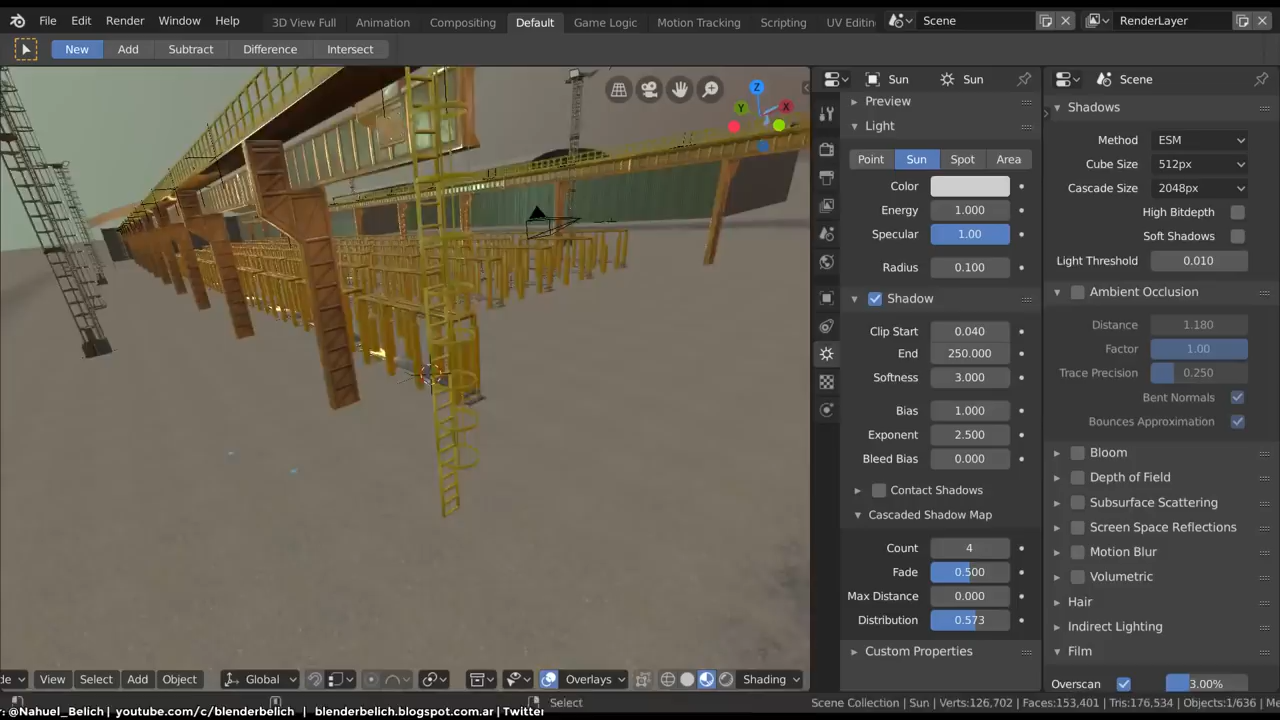 File Edit Render Window Help 3D View Full Animation Compositing Default Game Logic Motion Tracking Scripting UV Editin Scene RenderLayer
New Add Subtract Difference Intersect
Z
Y X
Sun Sun
Preview
Light
Point Sun Spot Area
Color
Energy 1.000
Specular 1.00
Radius 0.100
Shadow
Clip Start 0.040
End 250.000
Softness 3.000
Bias 1.000
Exponent 2.500
Bleed Bias 0.000
Contact Shadows
Cascaded Shadow Map
Count 4
Fade 0.500
Max Distance 0.000
Distribution 0.573
Custom Properties
Scene
Shadows
Method ESM
Cube Size 512px
Cascade Size 2048px
High Bitdepth
Soft Shadows
Light Threshold 0.010
Ambient Occlusion
Distance 1.180
Factor 1.00
Trace Precision 0.250
Bent Normals
Bounces Approximation
Bloom
Depth of Field
Subsurface Scattering
Screen Space Reflections
Motion Blur
Volumetric
Hair
Indirect Lighting
Film
Overscan 3.00%
de View Select Add Object Global Overlays Shading
Select Scene Collection | Sun | Verts:126,702 | Faces:153,401 | Tris:176,534 | Objects:1/636 | Me
: @Nahuel_Belich | youtube.com/c/blenderbelich | blenderbelich.blogspot.com.ar | Twitter